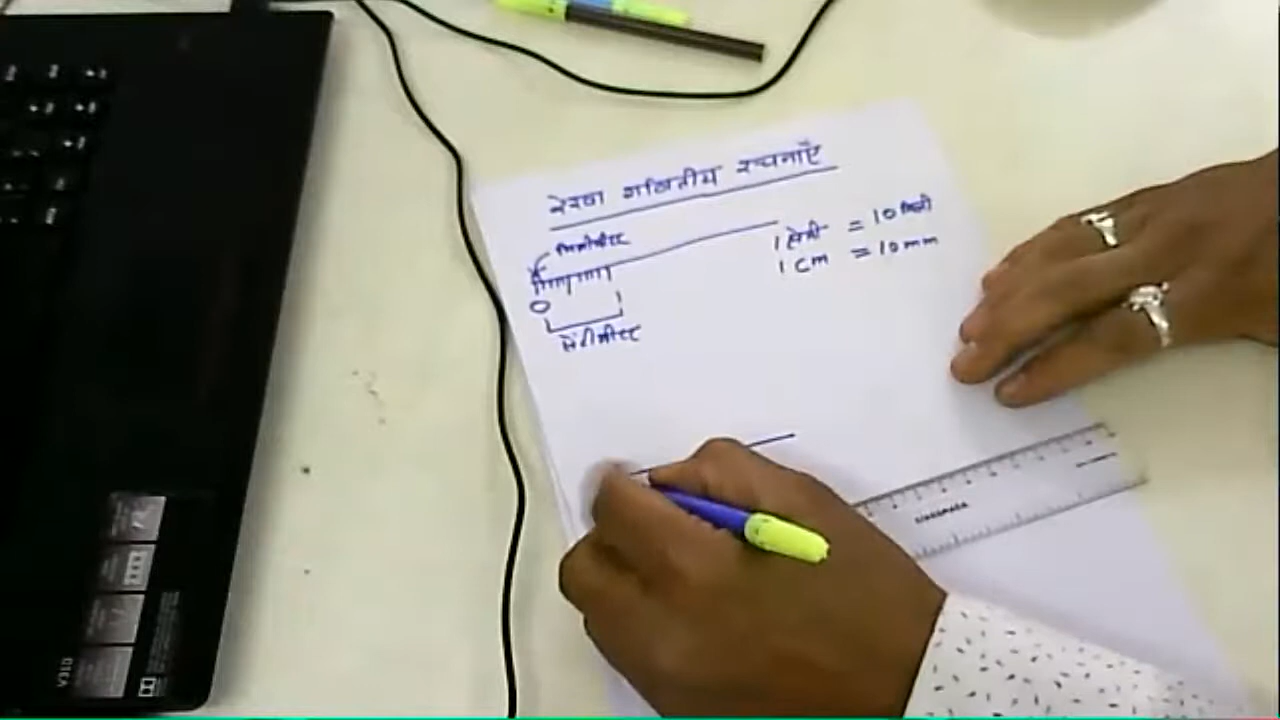 रेखा गणितीय रचनाएँ
मिलीमीटर
1 सेमी = 10 मिमी
1 cm = 10 mm
0
सेंटीमीटर